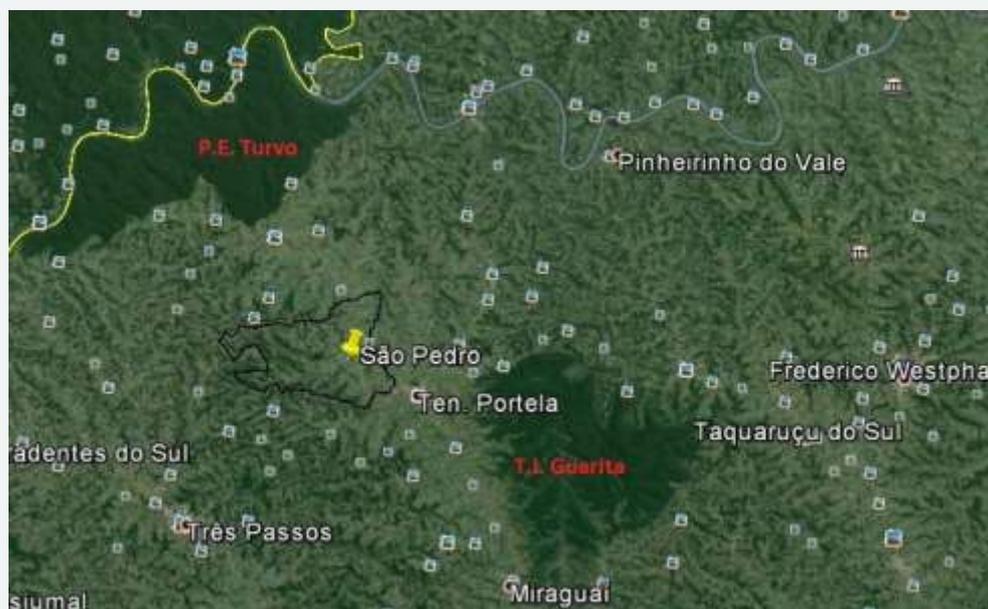 P.E. Turvo
Pinheirinho do Vale
São Pedro
Frederico Westpha
Ten. Portela
Taquaruçu do Sul
radentes do Sul
T.I. Guarita
Três Passos
Miraguaí
siumal